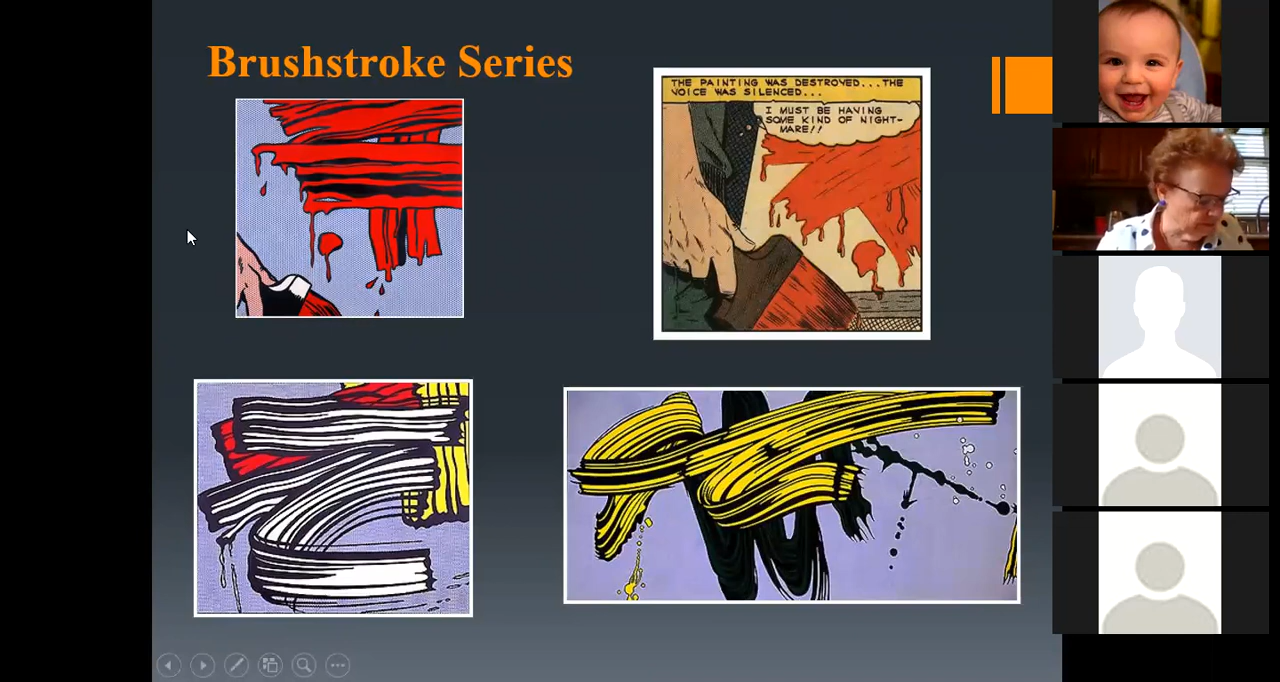 Brushstroke Series
THE PAINTING WAS DESTROYED...THE
VOICE WAS SILENCED...
I MUST BE HAVING
SOME KIND OF NIGHT-
MARE!!